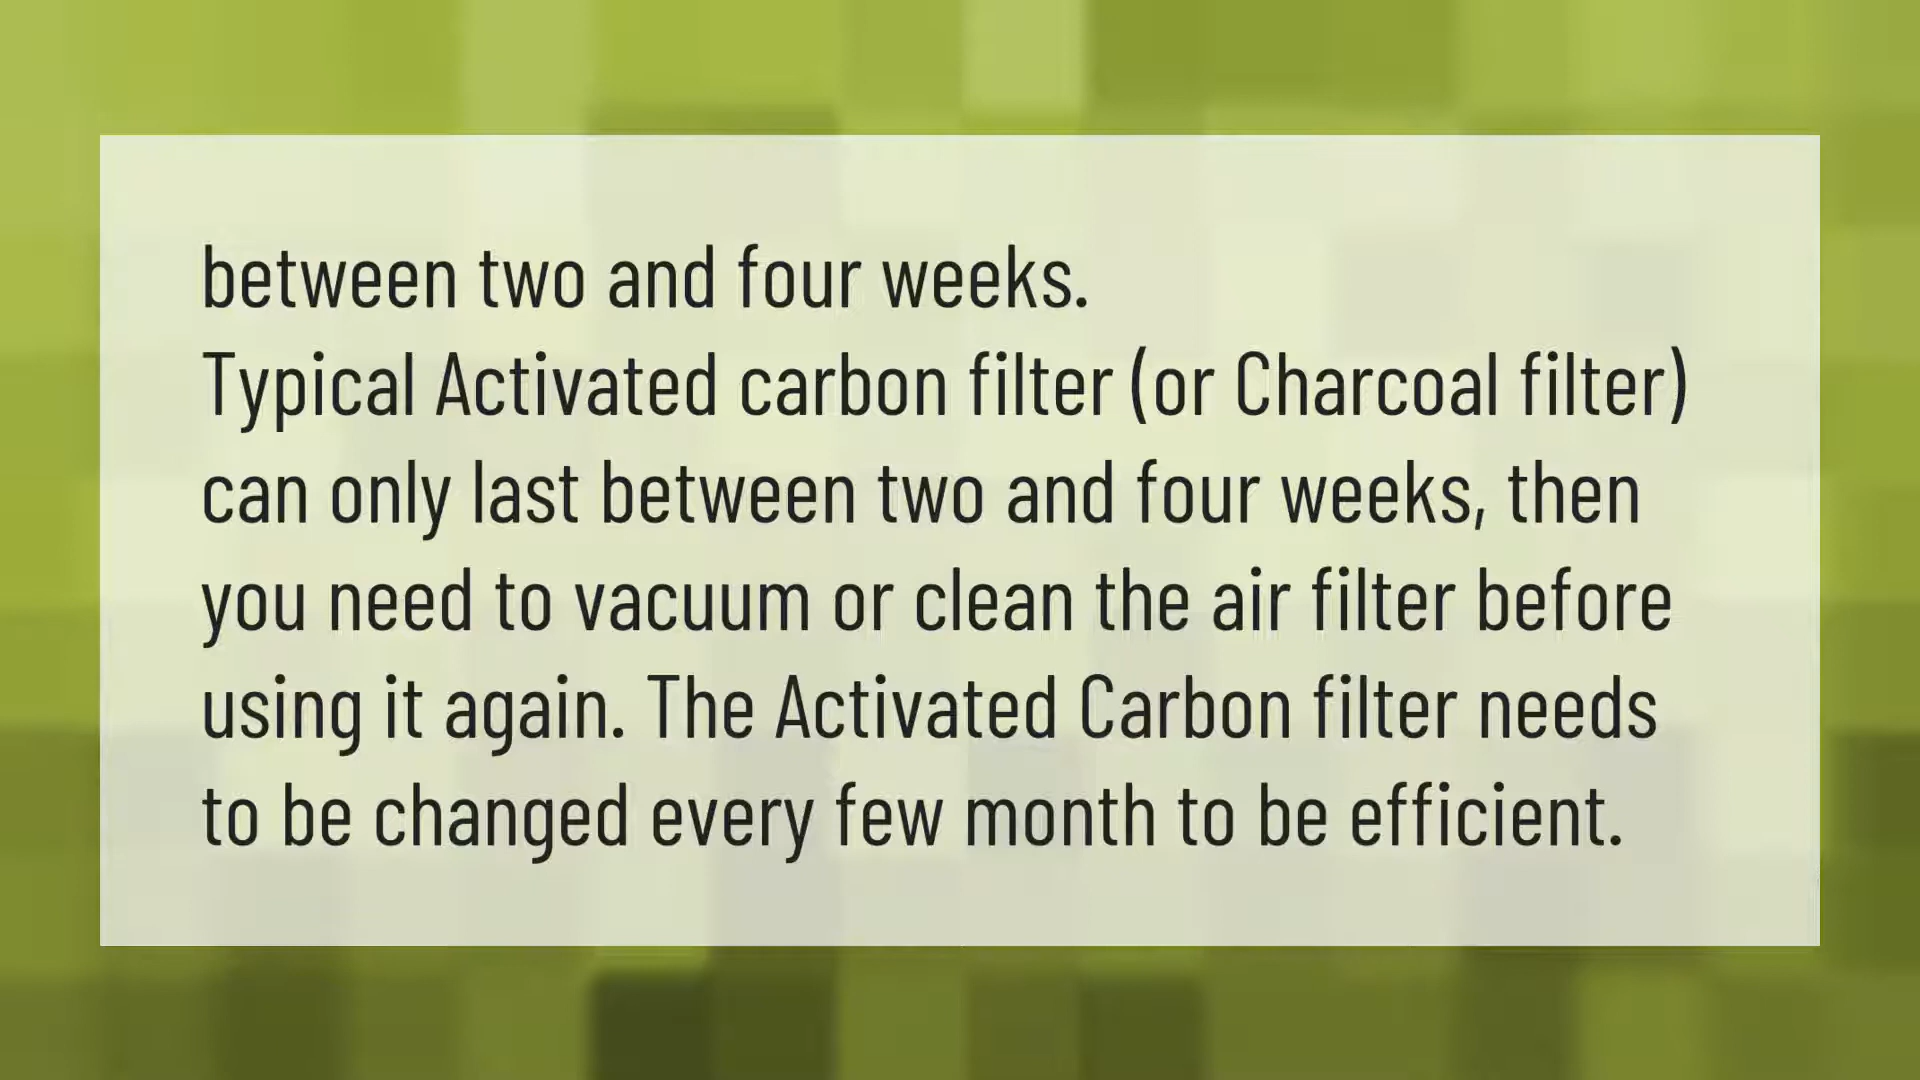 between two and four weeks.
Typical Activated carbon filter (or Charcoal filter)
can only last between two and four weeks, then
you need to vacuum or clean the air filter before
using it again. The Activated Carbon filter needs
to be changed every few month to be efficient.